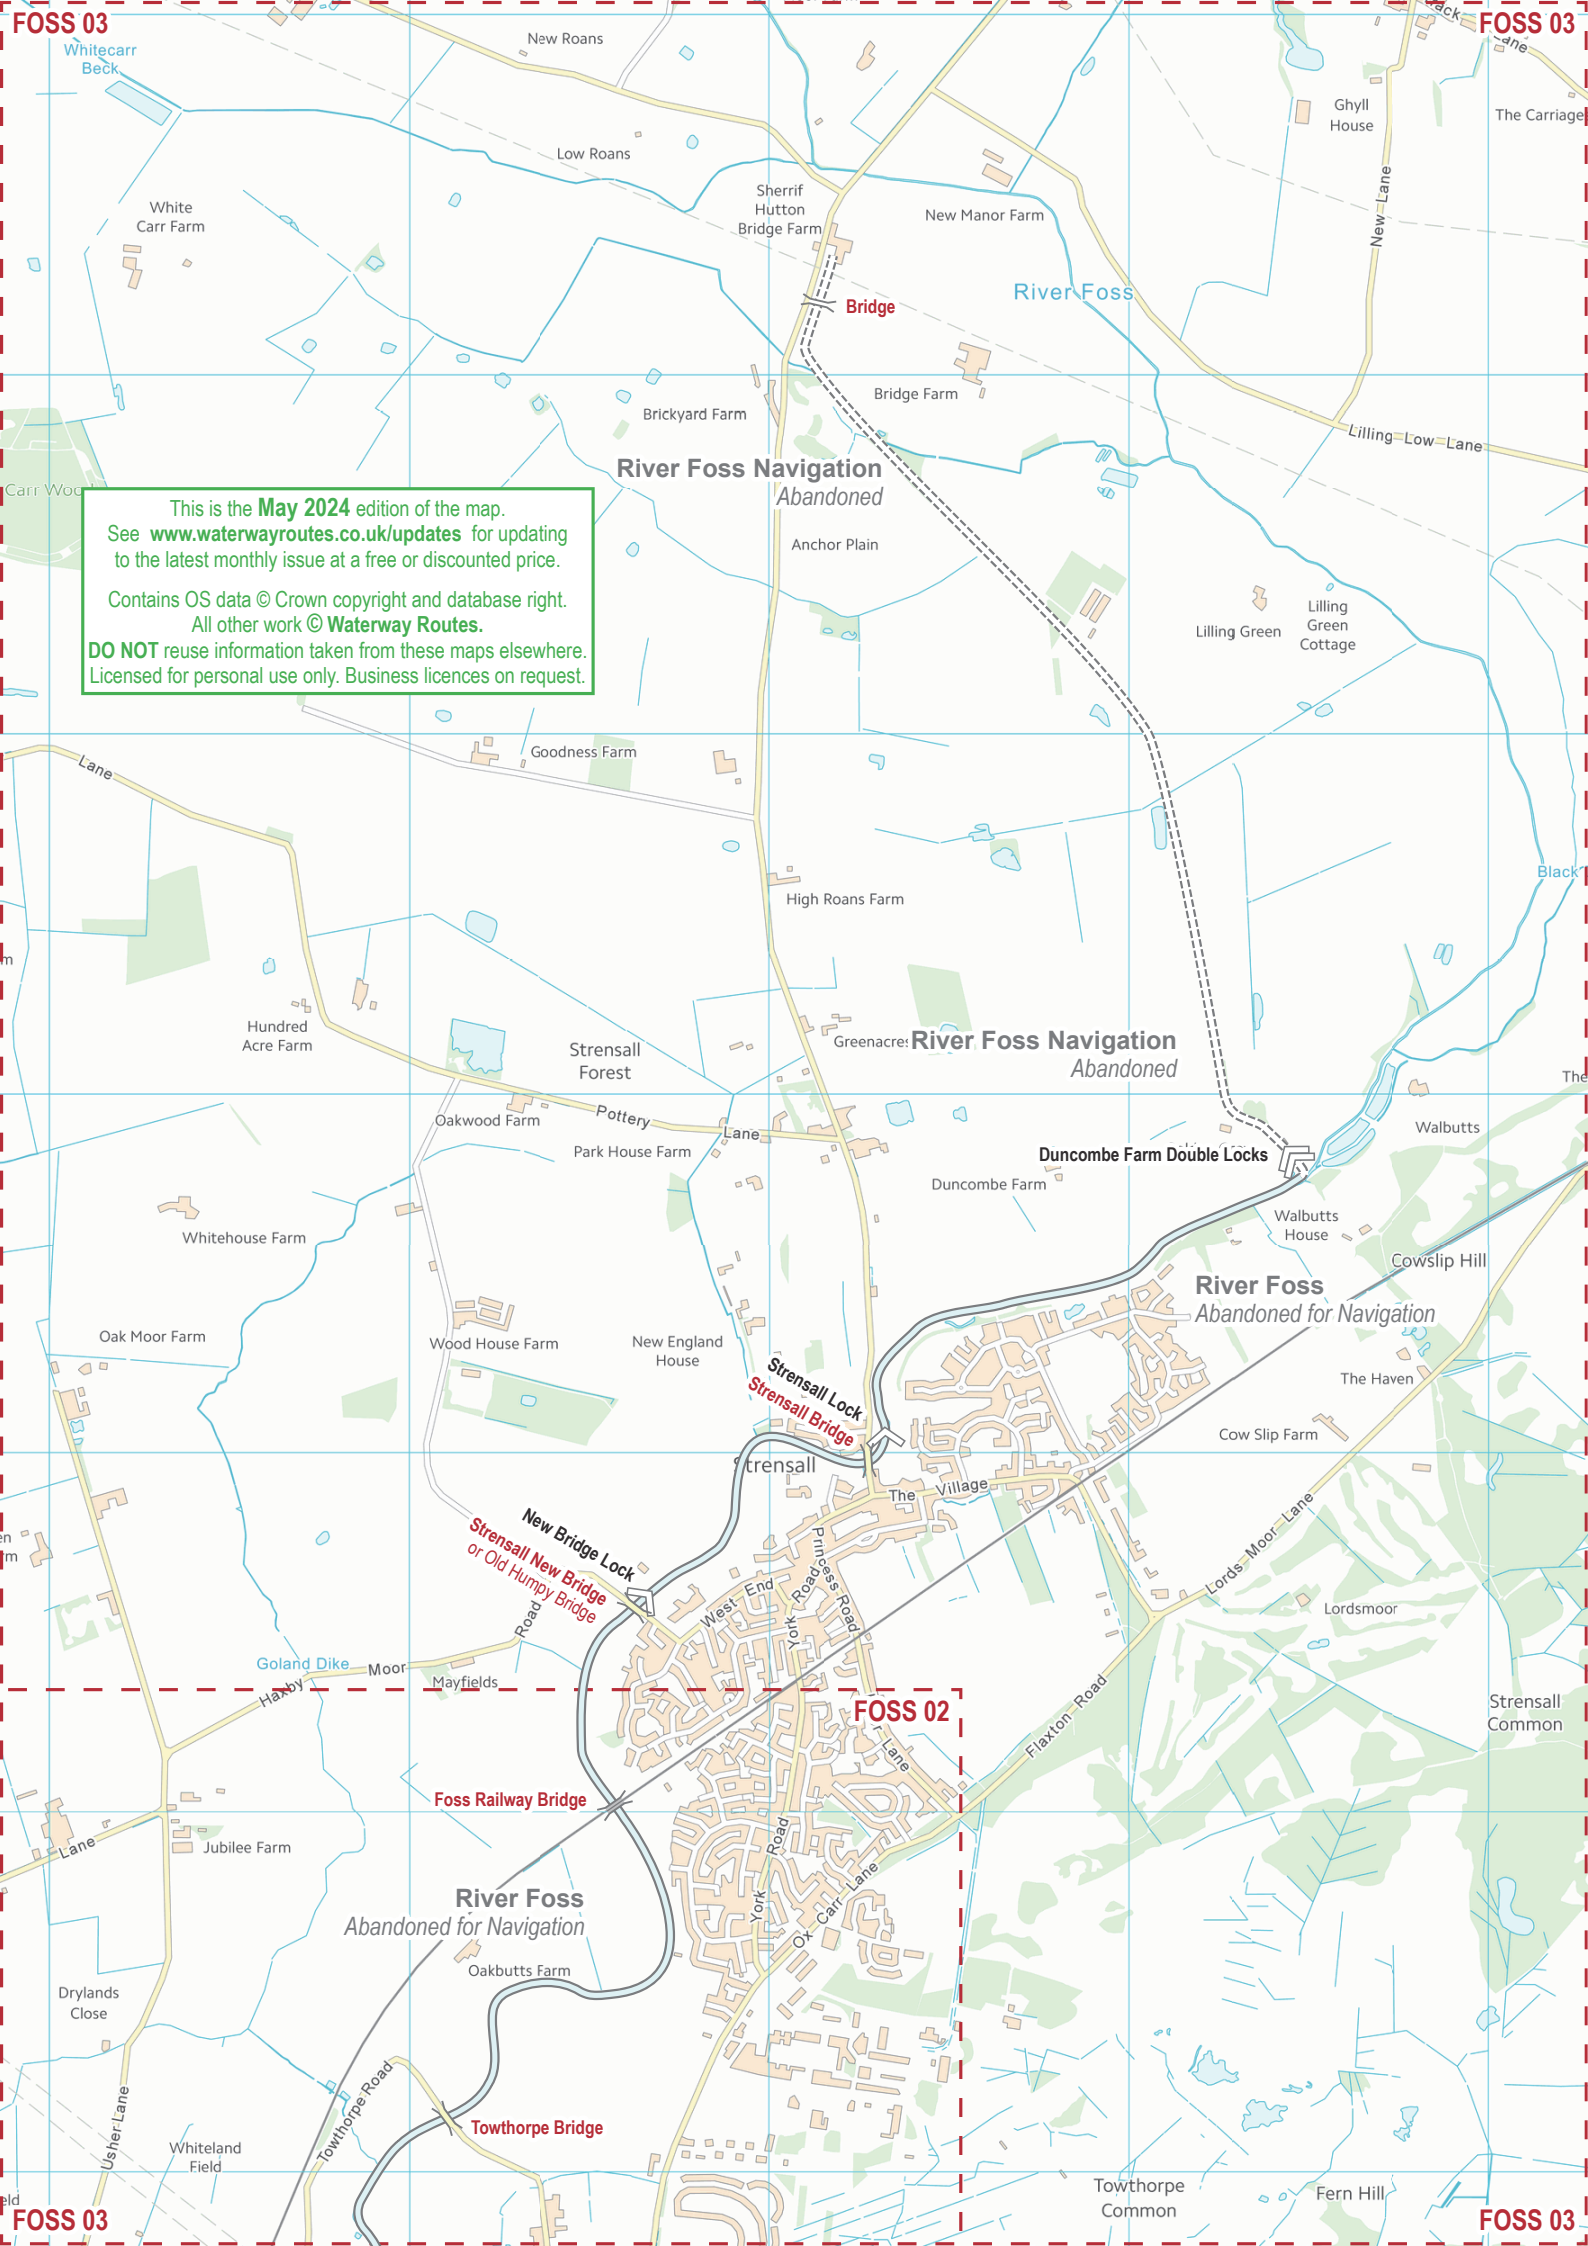 FOSS 03
FOSS 03
Whitecarr
Beck
New Roans
Lane
Ghyll
House
The Carriage
Low Roans
White
Carr Farm
Sherrif
Hutton
Bridge Farm
New Manor Farm
New Lane
River Foss
Bridge
Bridge Farm
Brickyard Farm
Lilling Low Lane
River Foss Navigation
Abandoned
Carr Woo
This is the May 2024 edition of the map.
See www.waterwayroutes.co.uk/updates for updating
to the latest monthly issue at a free or discounted price.
Contains OS data © Crown copyright and database right.
All other work © Waterway Routes.
DO NOT reuse information taken from these maps elsewhere.
Licensed for personal use only. Business licences on request.
Anchor Plain
Lilling Green
Lilling
Green
Cottage
Goodness Farm
Lane
Black
High Roans Farm
Hundred
Acre Farm
Strensall
Forest
Greenacres
River Foss Navigation
Abandoned
The
Oakwood Farm
Pottery Lane
Park House Farm
Walbutts
Duncombe Farm Double Locks
Duncombe Farm
Whitehouse Farm
Walbutts
House
Cowslip Hill
River Foss
Abandoned for Navigation
Oak Moor Farm
Wood House Farm
New England
House
Strensall Lock
Strensall Bridge
The Haven
Cow Slip Farm
Strensall
The Village
New Bridge Lock
Strensall New Bridge
or Old Humpy Bridge
Princess Road
West End
York Road
Lords Moor Lane
Lordsmoor
Goland Dike
Haxby Moor Road
Mayfields
Strensall
Common
FOSS 02
Lane
Flaxton Road
Foss Railway Bridge
Lane
Jubilee Farm
York Road
Ox Carr Lane
River Foss
Abandoned for Navigation
Oakbutts Farm
Drylands
Close
Usher Lane
Towthorpe Road
Towthorpe Bridge
Whiteland
Field
Towthorpe
Common
Fern Hill
FOSS 03
FOSS 03